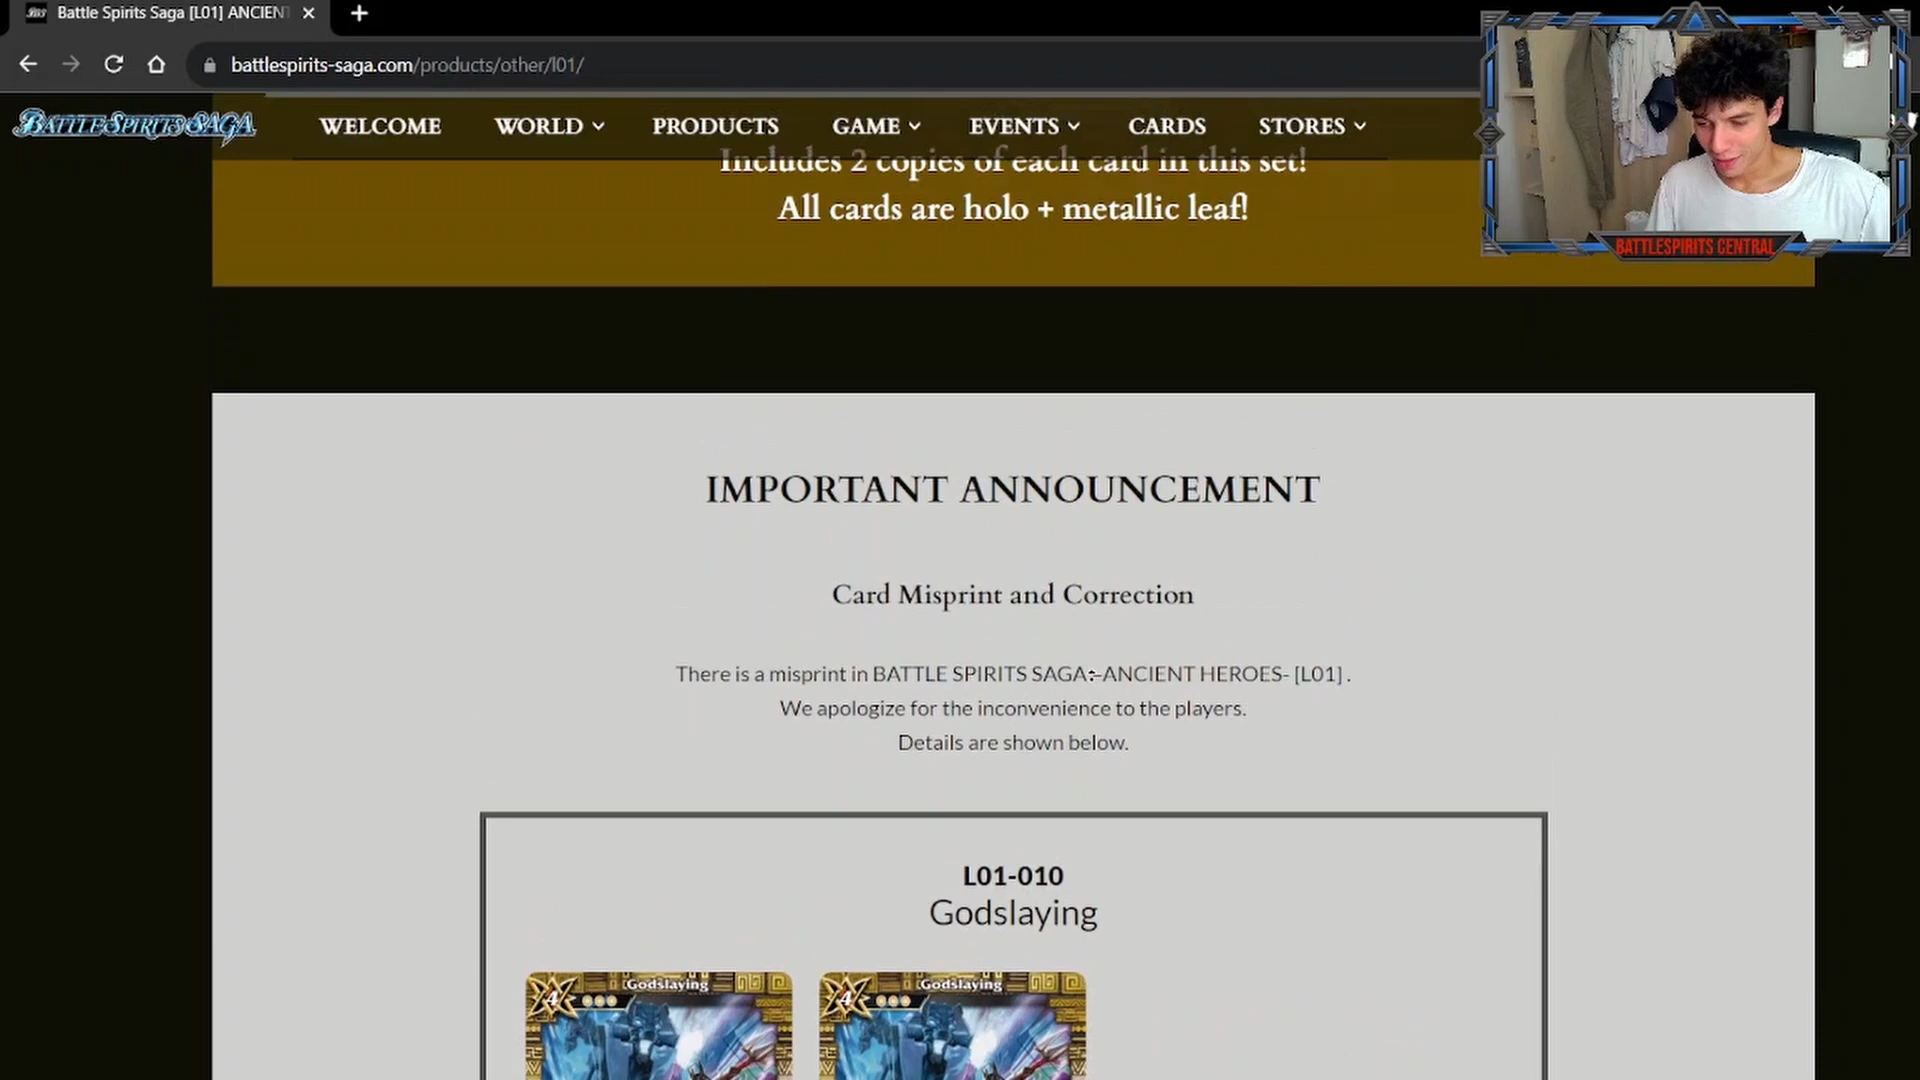 Battle Spirits Saga [L01] ANCIEN
battlespirits-saga.com/products/other/l01/
BATTLE SPIRITS SAGA
WELCOME
WORLD
PRODUCTS
GAME
EVENTS
CARDS
STORES
BATTLESPIRITS CENTRAL
Includes 2 copies of each card in this set!
All cards are holo + metallic leaf!
IMPORTANT ANNOUNCEMENT
Card Misprint and Correction
There is a misprint in BATTLE SPIRITS SAGA -ANCIENT HEROES- [L01] .
We apologize for the inconvenience to the players.
Details are shown below.
L01-010
Godslaying
4 Godslaying
4 Godslaying